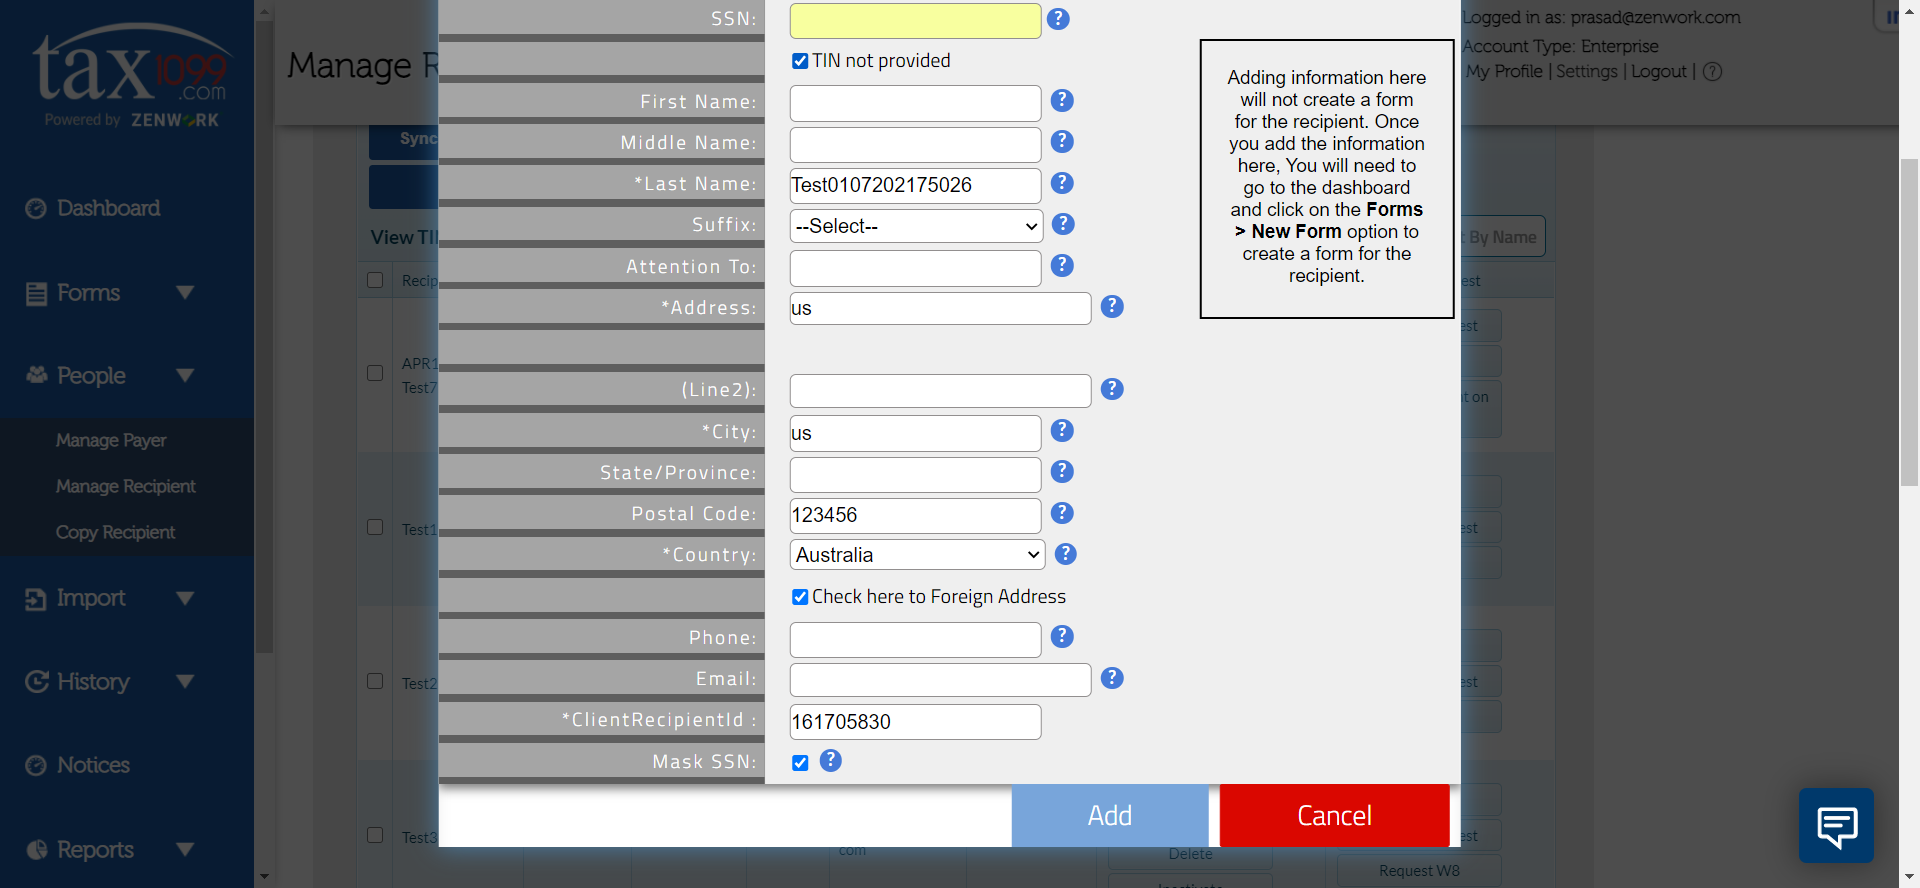 tax1099
.com
Powered by ZENWORK
Dashboard
Forms
People
Manage Payer
Manage Recipient
Copy Recipient
Import
History
Notices
Reports
Manage R
Sync
View TI
Recip
APR1
Test7
Test1
Test2
Test3
SSN:
?
TIN not provided
First Name:
?
Middle Name:
?
*Last Name: Test0107202175026
?
Suffix: --Select--
?
Attention To:
?
*Address: us
?
(Line2):
?
*City: us
?
State/Province:
?
Postal Code: 123456
?
*Country: Australia
?
Check here to Foreign Address
Phone:
?
Email:
?
*ClientRecipientId : 161705830
Mask SSN:
?
Adding information here
will not create a form
for the recipient. Once
you add the information
here, You will need to
go to the dashboard
and click on the Forms
> New Form option to
create a form for the
recipient.
Add
Cancel
Logged in as: prasad@zenwork.com
Account Type: Enterprise
My Profile | Settings | Logout | ?
t By Name
est
est
t on
est
est
est
com
Delete
Request W8